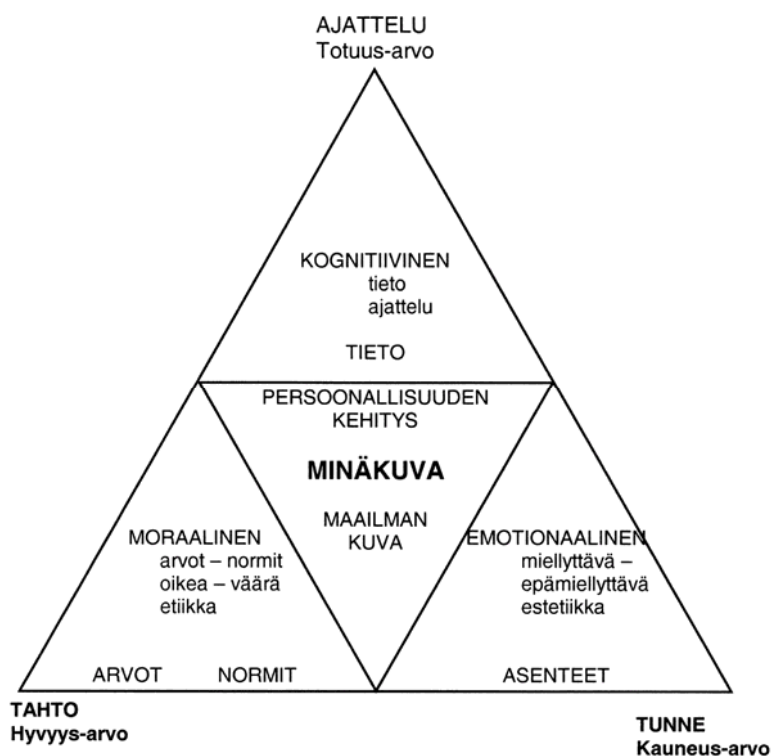 AJATTELU
Totuus-arvo
KOGNITIIVINEN
tieto
ajattelu
TIETO
PERSOONALLISUUDEN
KEHITYS
MINÄKUVA
MAAILMAN
KUVA
MORAALINEN
arvot – normit
oikea – väärä
etiikka
EMOTIONAALINEN
miellyttävä –
epämiellyttävä
estetiikka
ARVOT NORMIT
ASENTEET
TAHTO
Hyvyys-arvo
TUNNE
Kauneus-arvo